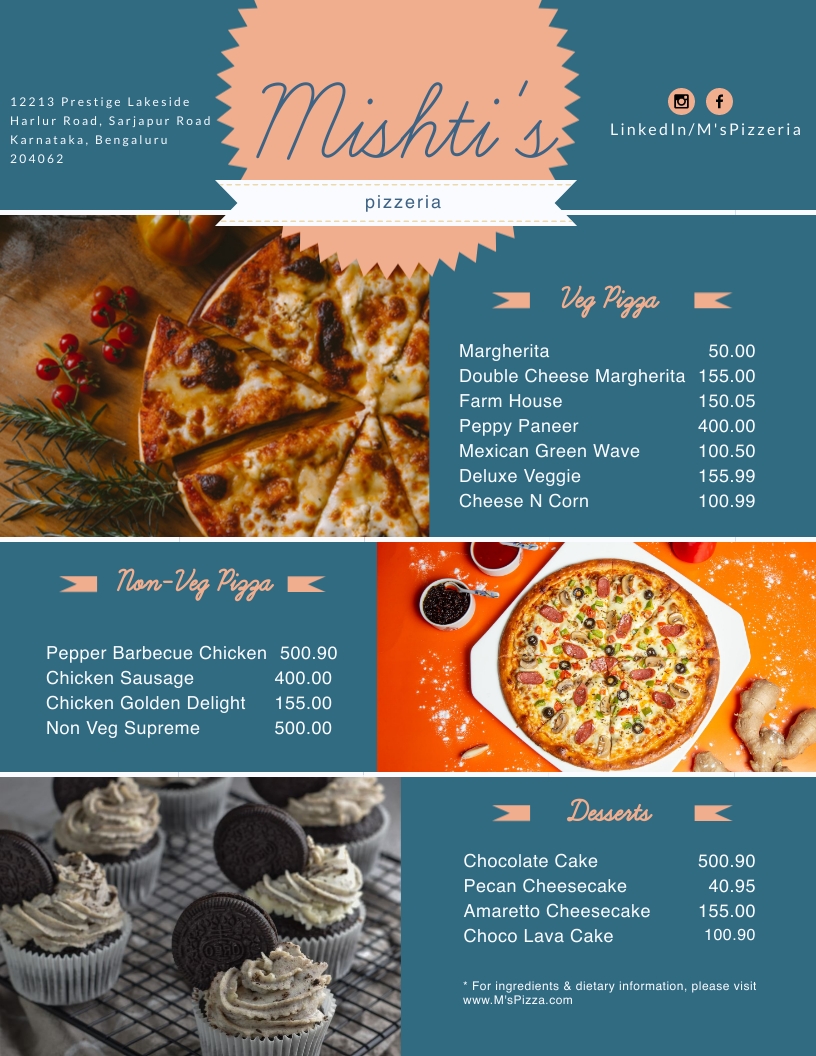 12213 Prestige Lakeside
Harlur Road, Sarjapur Road
Karnataka, Bengaluru
204062
Mishti's
pizzeria
LinkedIn/M'sPizzeria
Veg Pizza
Margherita 50.00
Double Cheese Margherita 155.00
Farm House 150.05
Peppy Paneer 400.00
Mexican Green Wave 100.50
Deluxe Veggie 155.99
Cheese N Corn 100.99
Non-Veg Pizza
Pepper Barbecue Chicken 500.90
Chicken Sausage 400.00
Chicken Golden Delight 155.00
Non Veg Supreme 500.00
Desserts
Chocolate Cake 500.90
Pecan Cheesecake 40.95
Amaretto Cheesecake 155.00
Choco Lava Cake 100.90
* For ingredients & dietary information, please visit
www.M'sPizza.com